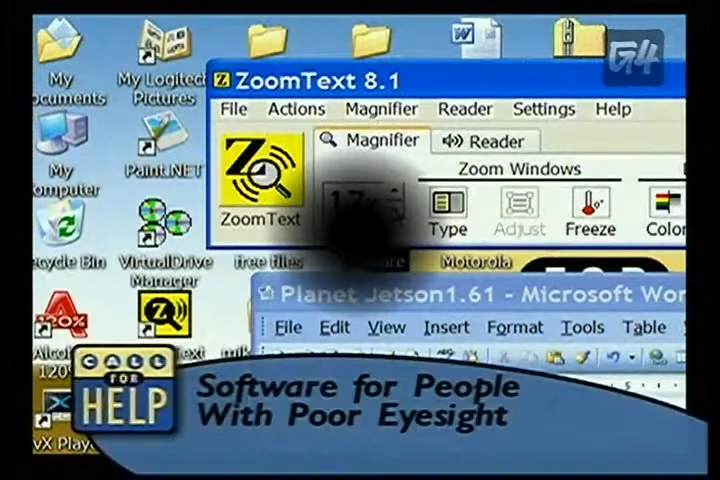 G4
My Documents
My Logitech Pictures
ZoomText 8.1
File Actions Magnifier Reader Settings Help
Magnifier Reader
Zoom Windows
ZoomText
Type Adjust Freeze Color
My Computer
Paint.NET
Recycle Bin
VirtualDrive Manager
free files
Motorola
Planet Jetson1.61 - Microsoft Wor
File Edit View Insert Format Tools Table
120%
CALL FOR HELP
Software for People
With Poor Eyesight